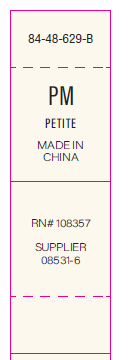 84-48-629-B
PM
PETITE
MADE IN
CHINA
RN# 108357
SUPPLIER
08531-6